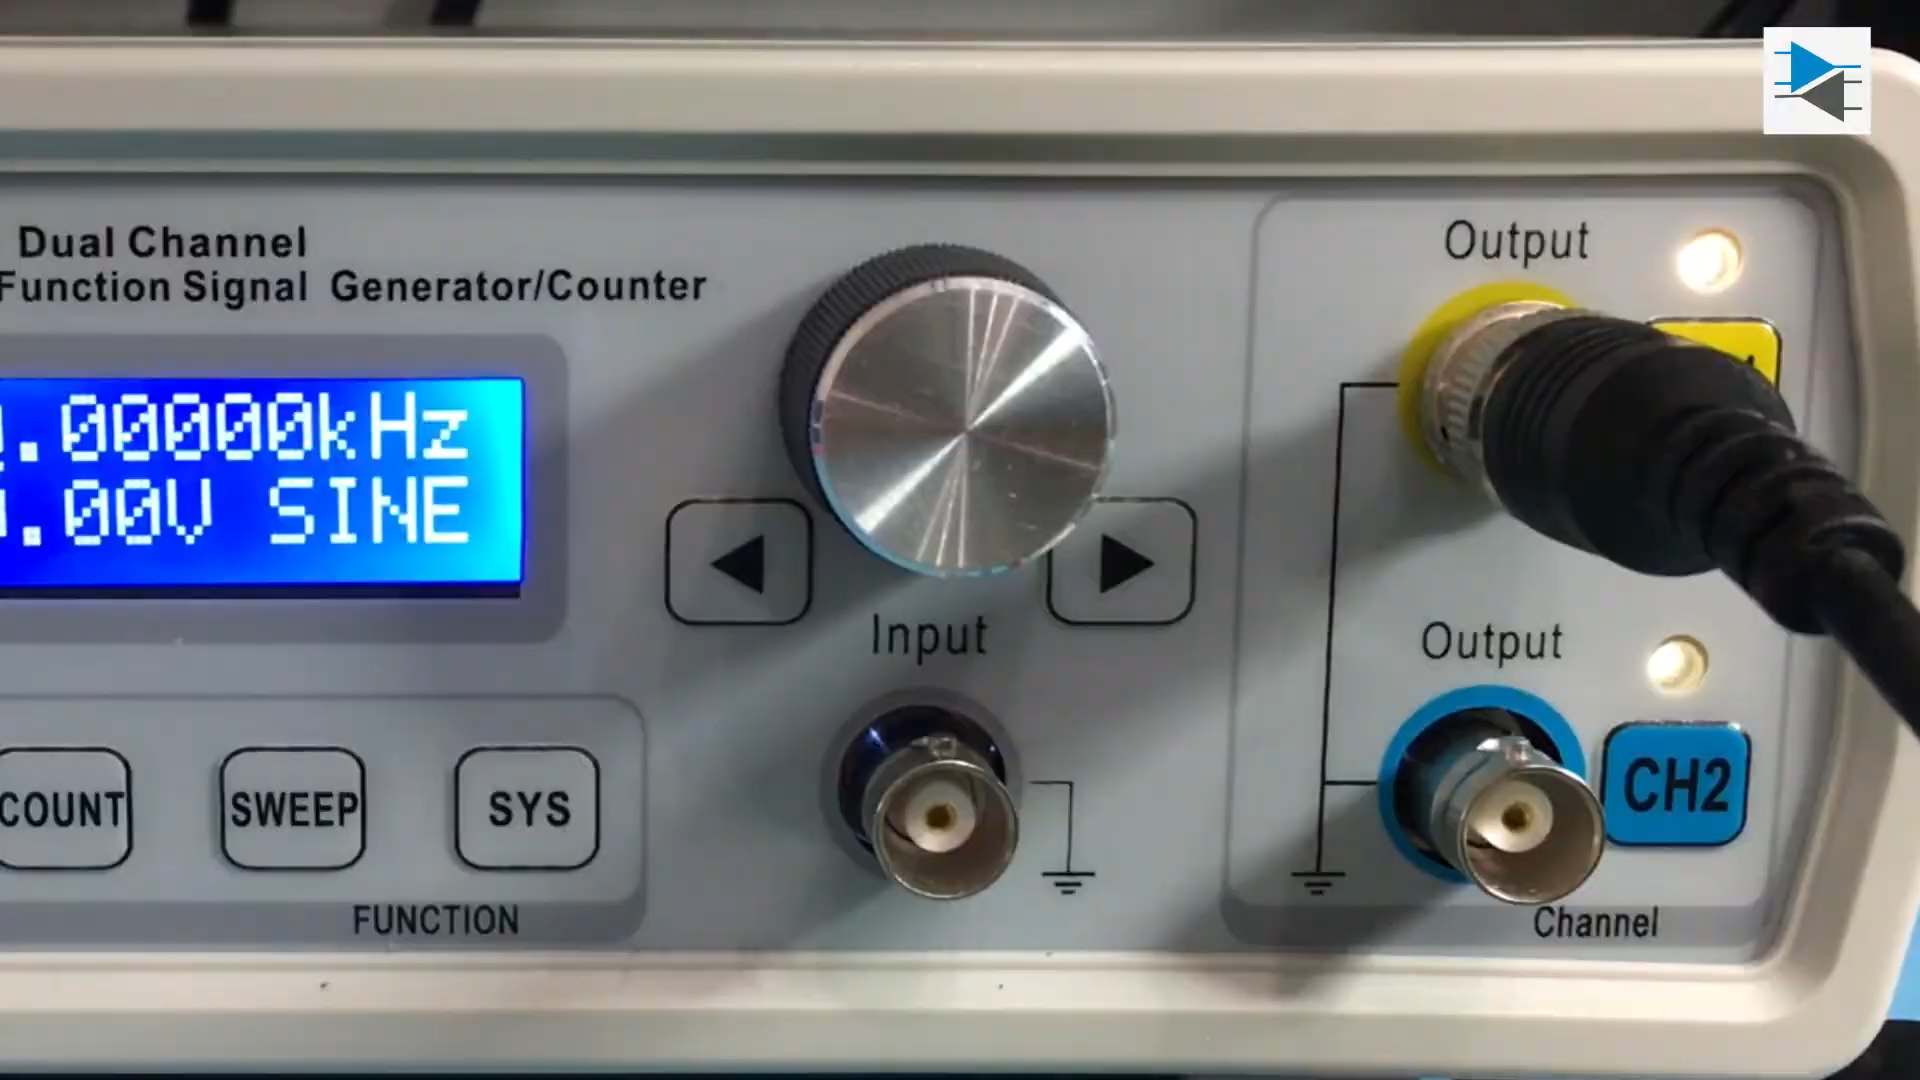 Dual Channel
Function Signal Generator/Counter
.00000kHz
.00V SINE
Output
Input
Output
COUNT
SWEEP
SYS
CH2
FUNCTION
Channel